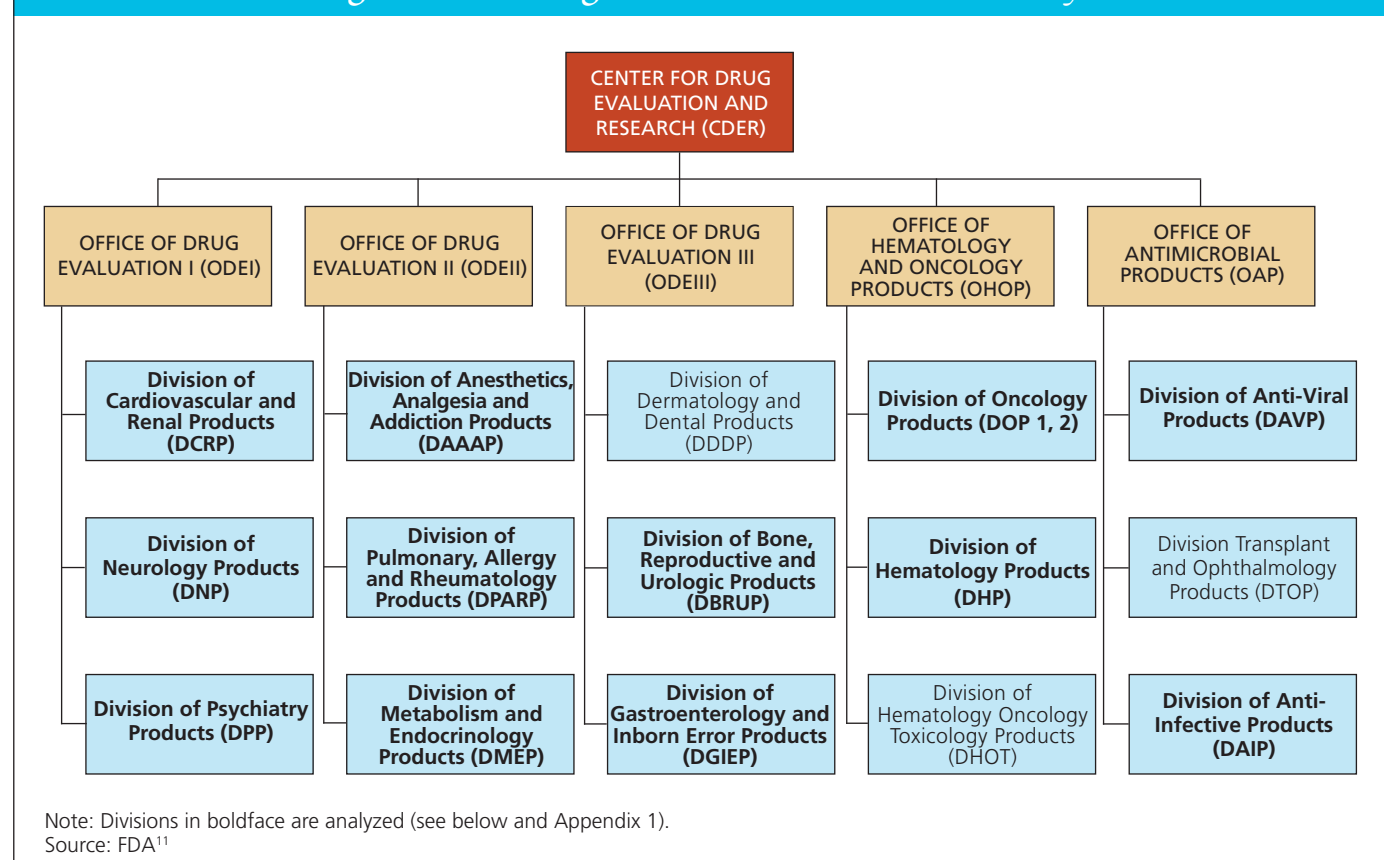 CENTER FOR DRUG
EVALUATION AND
RESEARCH (CDER)
OFFICE OF DRUG
EVALUATION I (ODEI)
OFFICE OF DRUG
EVALUATION II (ODEII)
OFFICE OF DRUG
EVALUATION III
(ODEIII)
OFFICE OF
HEMATOLOGY
AND ONCOLOGY
PRODUCTS (OHOP)
OFFICE OF
ANTIMICROBIAL
PRODUCTS (OAP)
Division of
Cardiovascular and
Renal Products
(DCRP)
Division of Anesthetics,
Analgesia and
Addiction Products
(DAAAP)
Division of
Dermatology and
Dental Products
(DDDP)
Division of Oncology
Products (DOP 1, 2)
Division of Anti-Viral
Products (DAVP)
Division of
Neurology Products
(DNP)
Division of
Pulmonary, Allergy
and Rheumatology
Products (DPARP)
Division of Bone,
Reproductive and
Urologic Products
(DBRUP)
Division of
Hematology Products
(DHP)
Division Transplant
and Ophthalmology
Products (DTOP)
Division of Psychiatry
Products (DPP)
Division of
Metabolism and
Endocrinology
Products (DMEP)
Division of
Gastroenterology and
Inborn Error Products
(DGIEP)
Division of
Hematology Oncology
Toxicology Products
(DHOT)
Division of Anti-
Infective Products
(DAIP)
Note: Divisions in boldface are analyzed (see below and Appendix 1).
Source: FDA¹¹